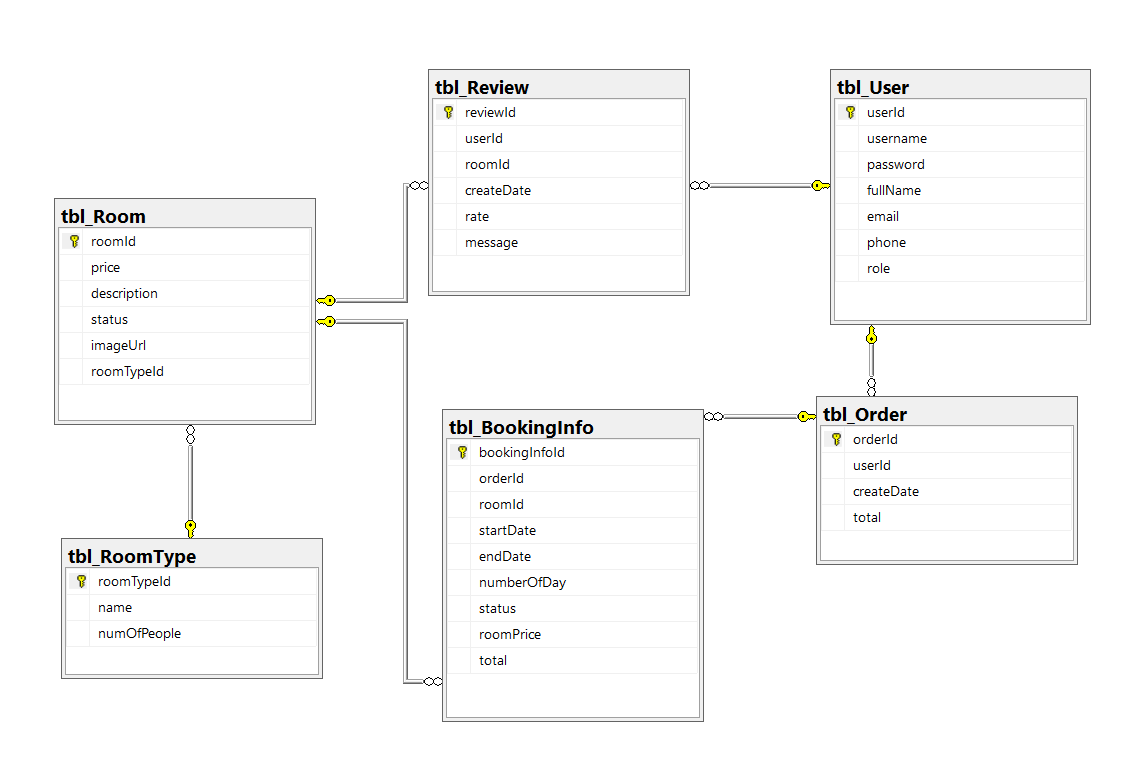 tbl_Review
reviewId
userId
roomId
createDate
rate
message
tbl_User
userId
username
password
fullName
email
phone
role
tbl_Room
roomId
price
description
status
imageUrl
roomTypeId
tbl_BookingInfo
bookingInfoId
orderId
roomId
startDate
endDate
numberOfDay
status
roomPrice
total
tbl_Order
orderId
userId
createDate
total
tbl_RoomType
roomTypeId
name
numOfPeople